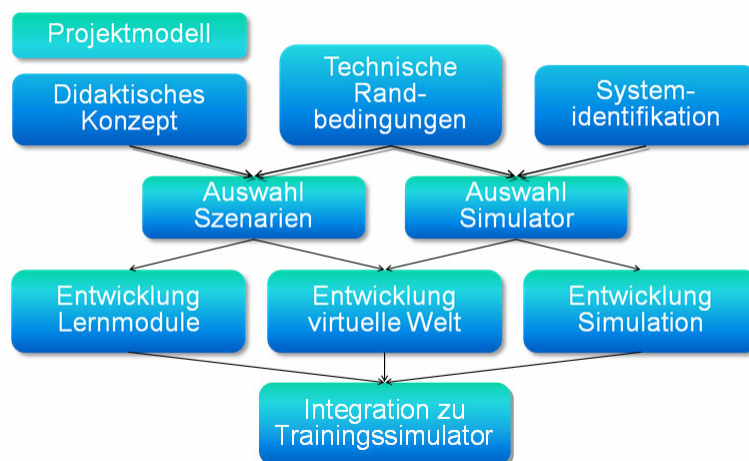 Projektmodell
Didaktisches
Konzept
Technische
Rand-
bedingungen
System-
identifikation
Auswahl
Szenarien
Auswahl
Simulator
Entwicklung
Lernmodule
Entwicklung
virtuelle Welt
Entwicklung
Simulation
Integration zu
Trainingssimulator